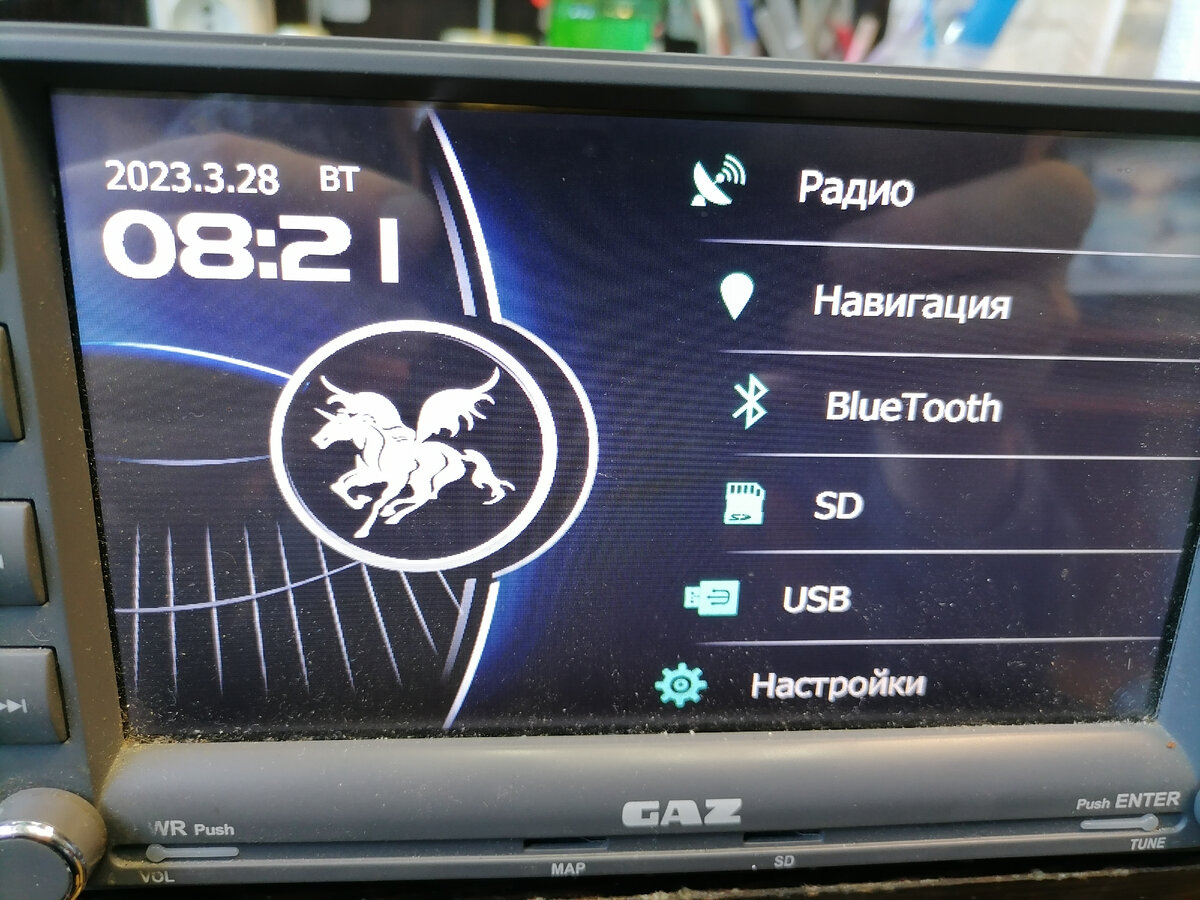 2023.3.28 ВТ
08:21
Радио
Навигация
BlueTooth
SD
USB
Настройки
GAZ
WR Push
VOL
MAP
SD
Push ENTER
TUNE